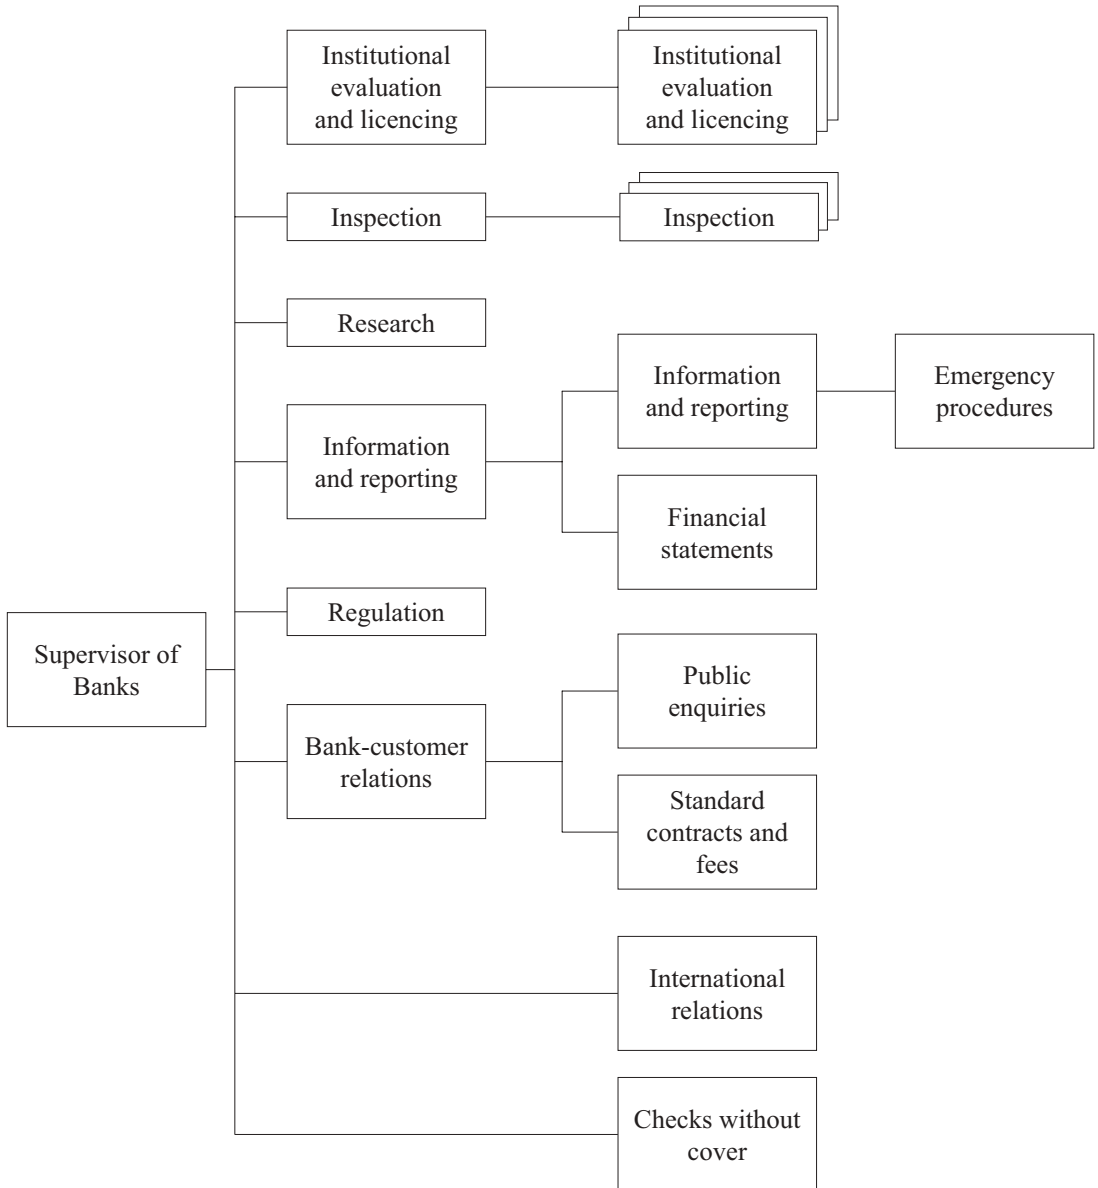 Institutional
evaluation
and licencing
Institutional
evaluation
and licencing
Inspection
Inspection
Research
Information
and reporting
Information
and reporting
Emergency
procedures
Financial
statements
Regulation
Supervisor of
Banks
Bank-customer
relations
Public
enquiries
Standard
contracts and
fees
International
relations
Checks without
cover